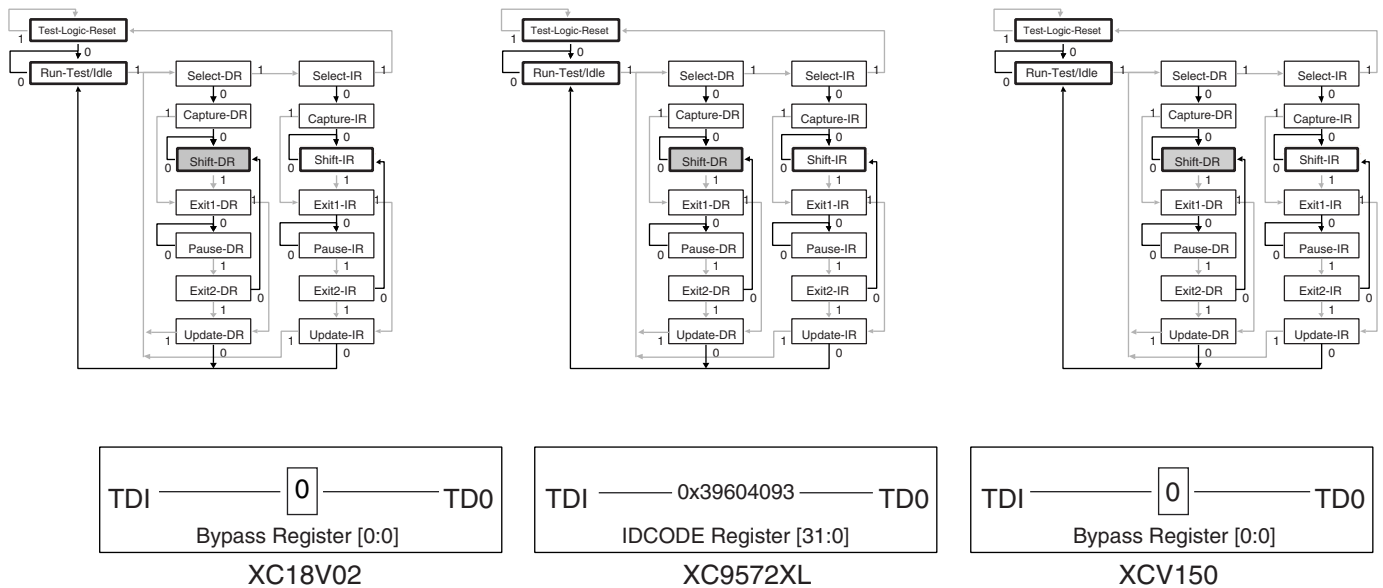 Test-Logic-Reset
1
0
Run-Test/Idle 1 Select-DR 1 Select-IR 1
0 0 0
1 Capture-DR 1 Capture-IR
0 0
Shift-DR Shift-IR
0 0
1 1
Exit1-DR 1 Exit1-IR 1
0 0
Pause-DR Pause-IR
0 0
1 1
Exit2-DR Exit2-IR
0 0
1 1
Update-DR Update-IR
1 0 1 0
Test-Logic-Reset
1
0
Run-Test/Idle 1 Select-DR 1 Select-IR 1
0 0 0
1 Capture-DR 1 Capture-IR
0 0
Shift-DR Shift-IR
0 0
1 1
Exit1-DR 1 Exit1-IR 1
0 0
Pause-DR Pause-IR
0 0
1 1
Exit2-DR Exit2-IR
0 0
1 1
Update-DR Update-IR
1 0 1 0
Test-Logic-Reset
1
0
Run-Test/Idle 1 Select-DR 1 Select-IR 1
0 0 0
1 Capture-DR 1 Capture-IR
0 0
Shift-DR Shift-IR
0 0
1 1
Exit1-DR 1 Exit1-IR 1
0 0
Pause-DR Pause-IR
0 0
1 1
Exit2-DR Exit2-IR
0 0
1 1
Update-DR Update-IR
1 0 1 0
TDI 0 TD0
Bypass Register [0:0]
XC18V02
TDI 0x39604093 TD0
IDCODE Register [31:0]
XC9572XL
TDI 0 TD0
Bypass Register [0:0]
XCV150